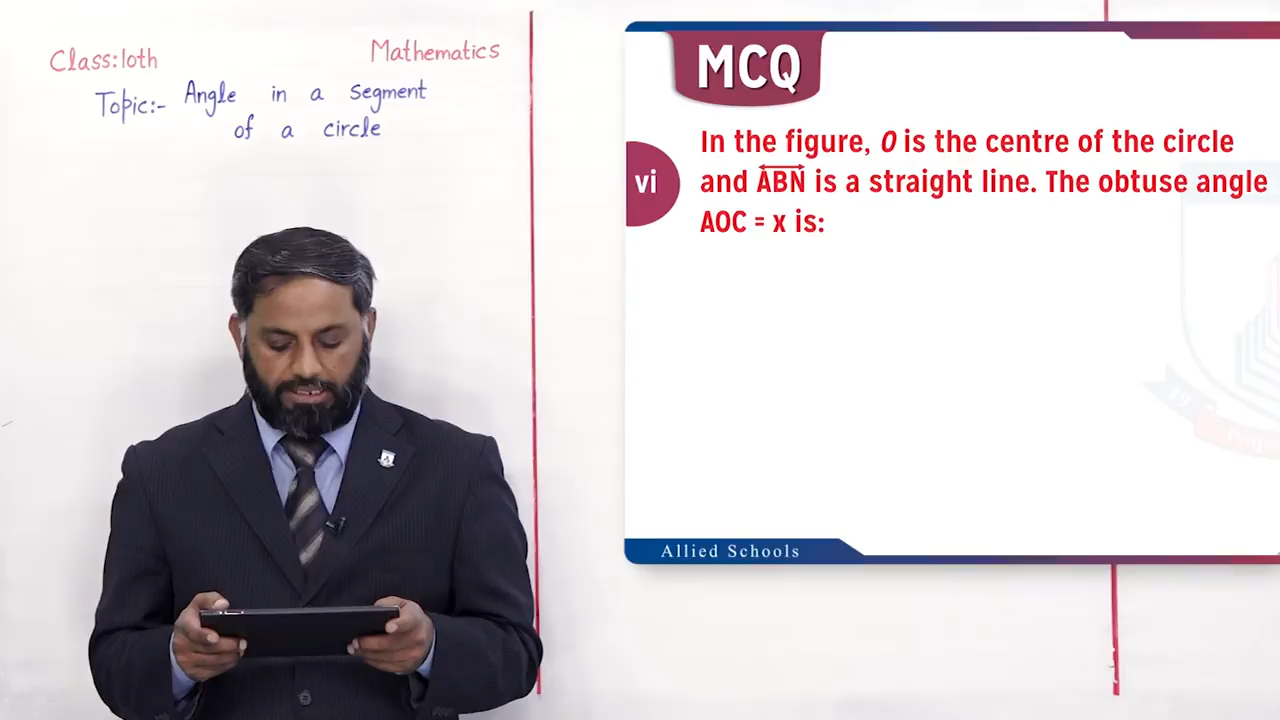 Class:10th
Mathematics
Topic:- Angle in a segment
of a circle
MCQ
vi
In the figure, O is the centre of the circle
and ABN is a straight line. The obtuse angle
AOC = x is:
Allied Schools